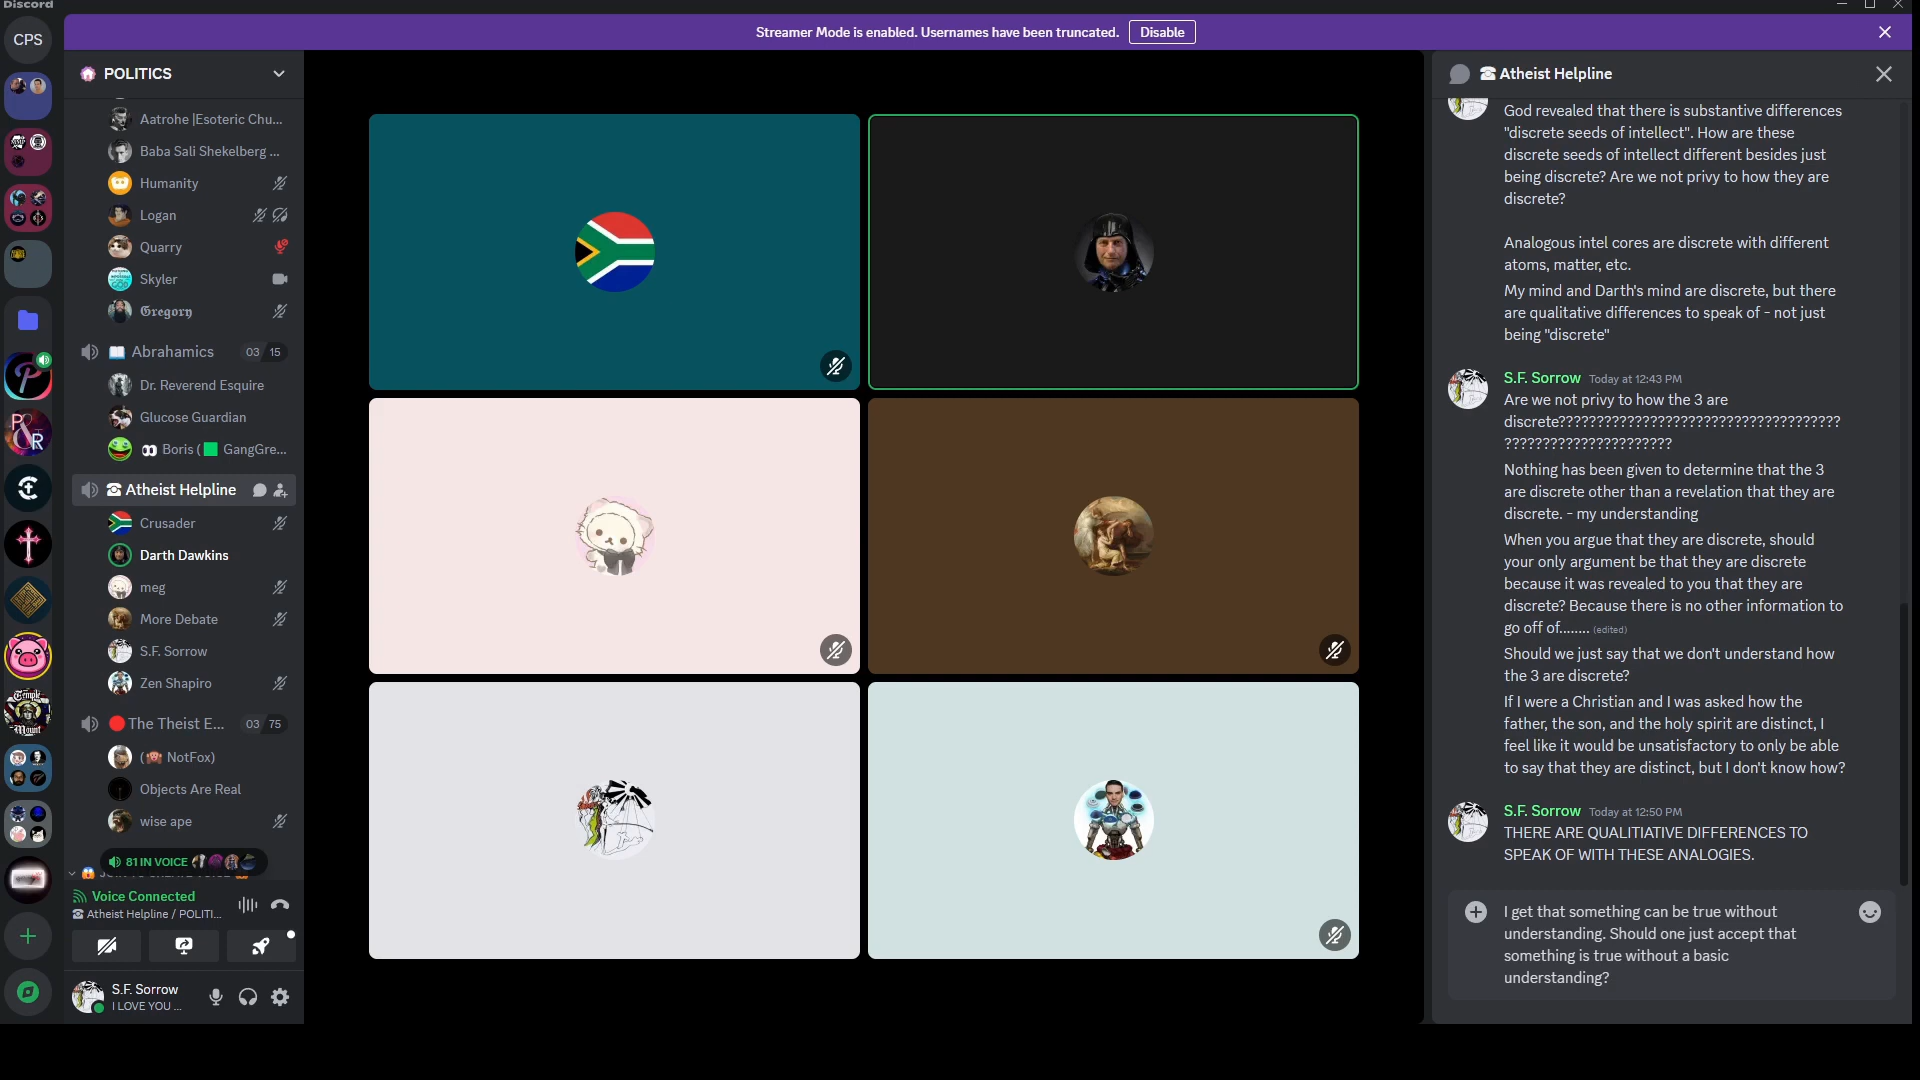 Discord
Streamer Mode is enabled. Usernames have been truncated.
Disable
CPS
POLITICS
Aatrohe |Esoteric Chu...
Baba Sali Shekelberg ...
Humanity
Logan
Quarry
Skyler
𝕲𝖗𝖊𝖌𝖔𝖗𝖞
Abrahamics 03 15
Dr. Reverend Esquire
Glucose Guardian
Boris ( GangGre...
Atheist Helpline
Crusader
Darth Dawkins
meg
More Debate
S.F. Sorrow
Zen Shapiro
The Theist E... 03 75
( NotFox)
Objects Are Real
wise ape
81 IN VOICE
Voice Connected
Atheist Helpline / POLITI...
S.F. Sorrow
I LOVE YOU ...
P&R
Temple
Mount
Atheist Helpline
God revealed that there is substantive differences
"discrete seeds of intellect". How are these
discrete seeds of intellect different besides just
being discrete? Are we not privy to how they are
discrete?
Analogous intel cores are discrete with different
atoms, matter, etc.
My mind and Darth's mind are discrete, but there
are qualitative differences to speak of - not just
being "discrete"
S.F. Sorrow Today at 12:43 PM
Are we not privy to how the 3 are
discrete?????????????????????????????????????
??????????????????????
Nothing has been given to determine that the 3
are discrete other than a revelation that they are
discrete. - my understanding
When you argue that they are discrete, should
your only argument be that they are discrete
because it was revealed to you that they are
discrete? Because there is no other information to
go off of........ (edited)
Should we just say that we don't understand how
the 3 are discrete?
If I were a Christian and I was asked how the
father, the son, and the holy spirit are distinct, I
feel like it would be unsatisfactory to only be able
to say that they are distinct, but I don't know how?
S.F. Sorrow Today at 12:50 PM
THERE ARE QUALITIATIVE DIFFERENCES TO
SPEAK OF WITH THESE ANALOGIES.
I get that something can be true without
understanding. Should one just accept that
something is true without a basic
understanding?